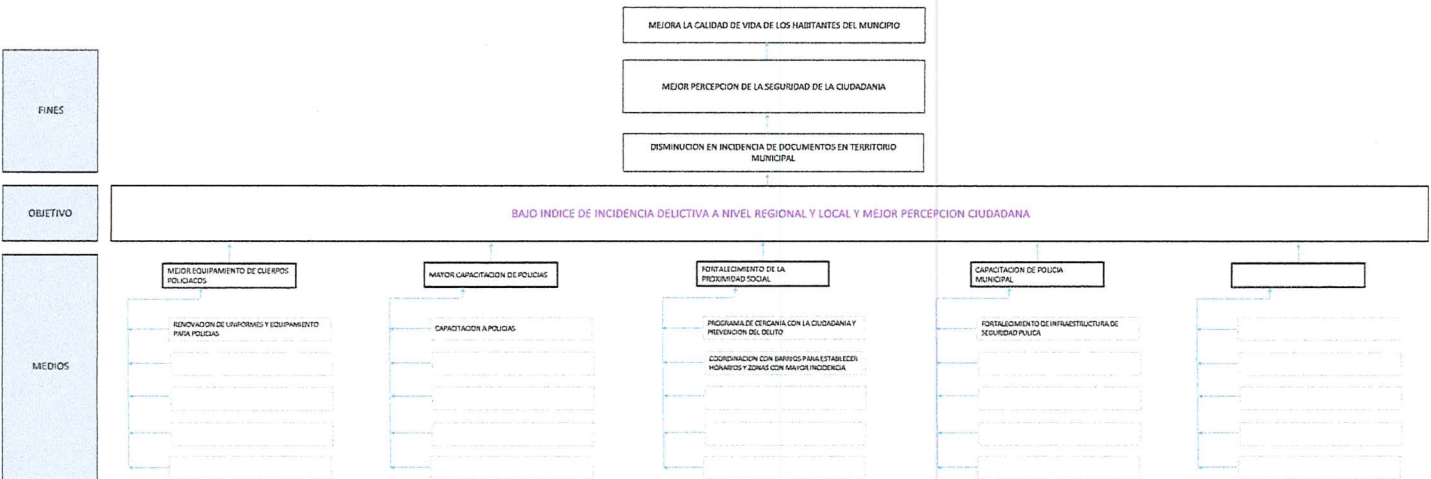 MEJORA LA CALIDAD DE VIDA DE LOS HABITANTES DEL MUNCIPIO
FINES
MEJOR PERCEPCION DE LA SEGURIDAD DE LA CIUDADANIA
DISMINUCION EN INCIDENCIA DE DOCUMENTOS EN TERRITORIO
MUNICIPAL
OBJETIVO
BAJO INDICE DE INCIDENCIA DELICTIVA A NIVEL REGIONAL Y LOCAL Y MEJOR PERCEPCION CIUDADANA
MEDIOS
MEJOR EQUIPAMIENTO DE CUERPOS
POLICIACOS
RENOVACION DE UNIFORMES Y EQUIPAMIENTO
PARA POLICIAS
MAYOR CAPACITACION DE POLICIAS
CAPACITACION A POLICIAS
FORTALECIMIENTO DE LA
PROXIMIDAD SOCIAL
PROGRAMA DE CERCANIA CON LA CIUDADANIA Y
PREVENCION DEL DELITO
COORDINACION CON BARRIOS PARA ESTABLECER
HORARIOS Y ZONAS CON MAYOR INCIDENCIA
CAPACITACION DE POLICIA
MUNICIPAL
FORTALECIMIENTO DE INFRAESTRUCTURA DE
SEGURIDAD PULICA